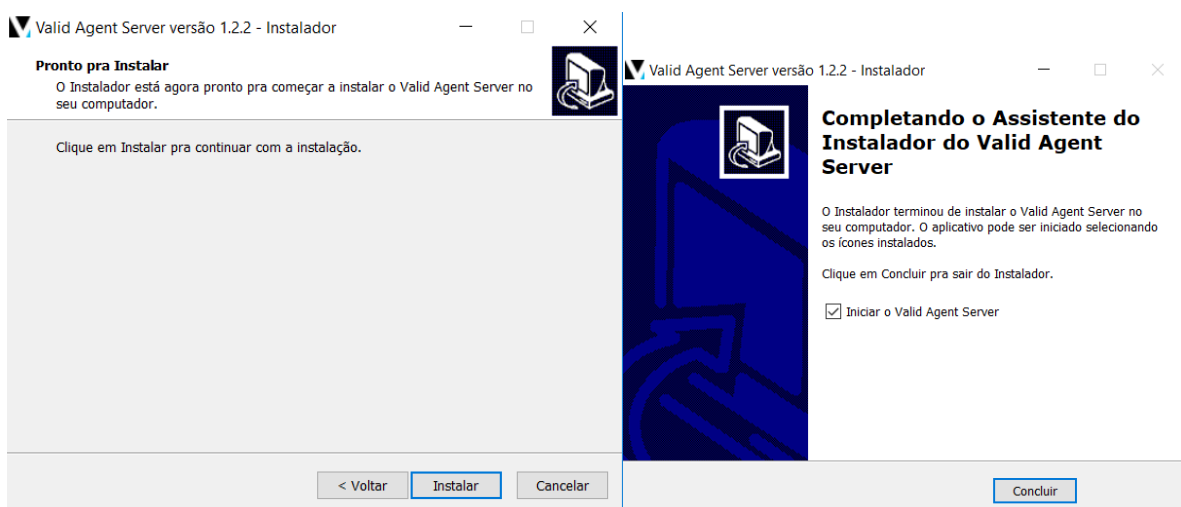 Valid Agent Server versão 1.2.2 - Instalador
Pronto pra Instalar
O Instalador está agora pronto pra começar a instalar o Valid Agent Server no
seu computador.
Clique em Instalar pra continuar com a instalação.
< Voltar
Instalar
Cancelar
Valid Agent Server versão 1.2.2 - Instalador
Completando o Assistente do
Instalador do Valid Agent
Server
O Instalador terminou de instalar o Valid Agent Server no
seu computador. O aplicativo pode ser iniciado selecionando
os ícones instalados.
Clique em Concluir pra sair do Instalador.
Iniciar o Valid Agent Server
Concluir